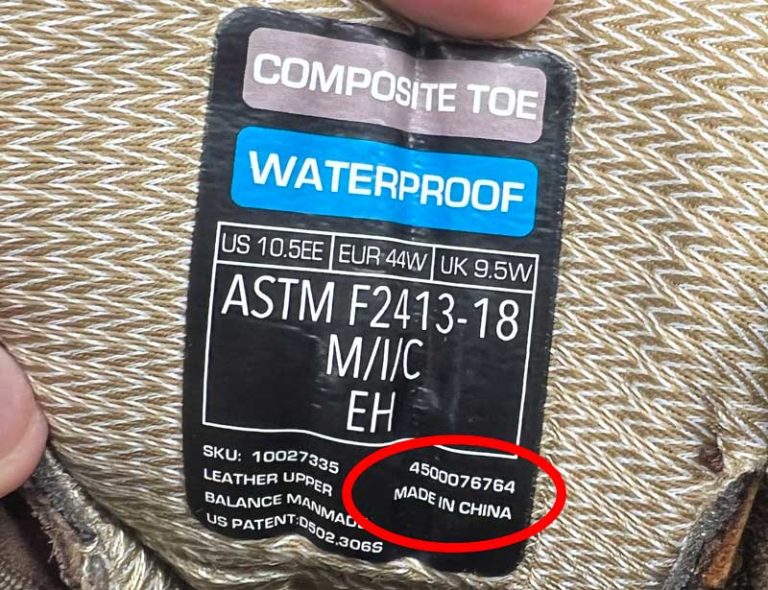 COMPOSITE TOE
WATERPROOF
US 10.5EE EUR 44W UK 9.5W
ASTM F2413-18
M/I/C
EH
SKU: 10027335
LEATHER UPPER
BALANCE MANMADE
US PATENT:D502.306S
4500076764
MADE IN CHINA